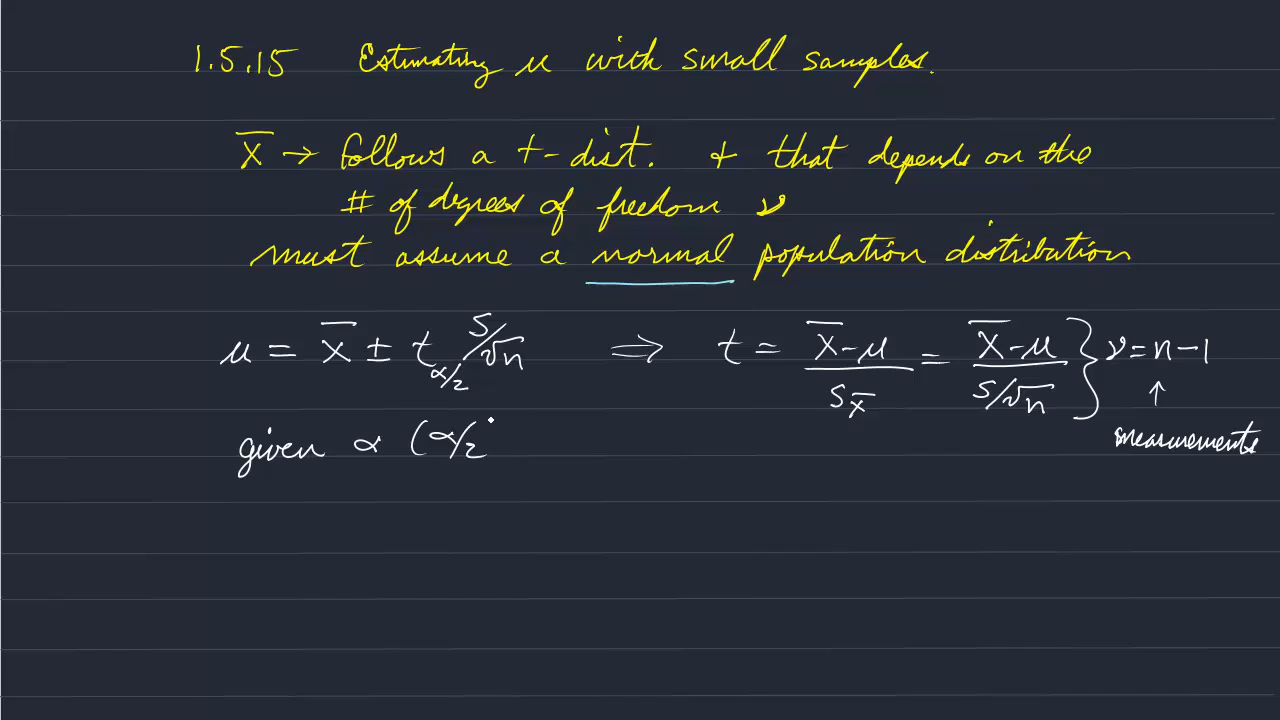 1.5.15 Estimating μ with small samples.
x̄ → follows a t-dist. + that depends on the
# of degrees of freedom ν
must assume a normal population distribution
μ = x̄ ± t_{α/2} s/√n ⟹ t = (x̄-μ)/s_x̄ = (x̄-μ)/(s/√n) } ν = n-1
↑
given α (α/2
measurements